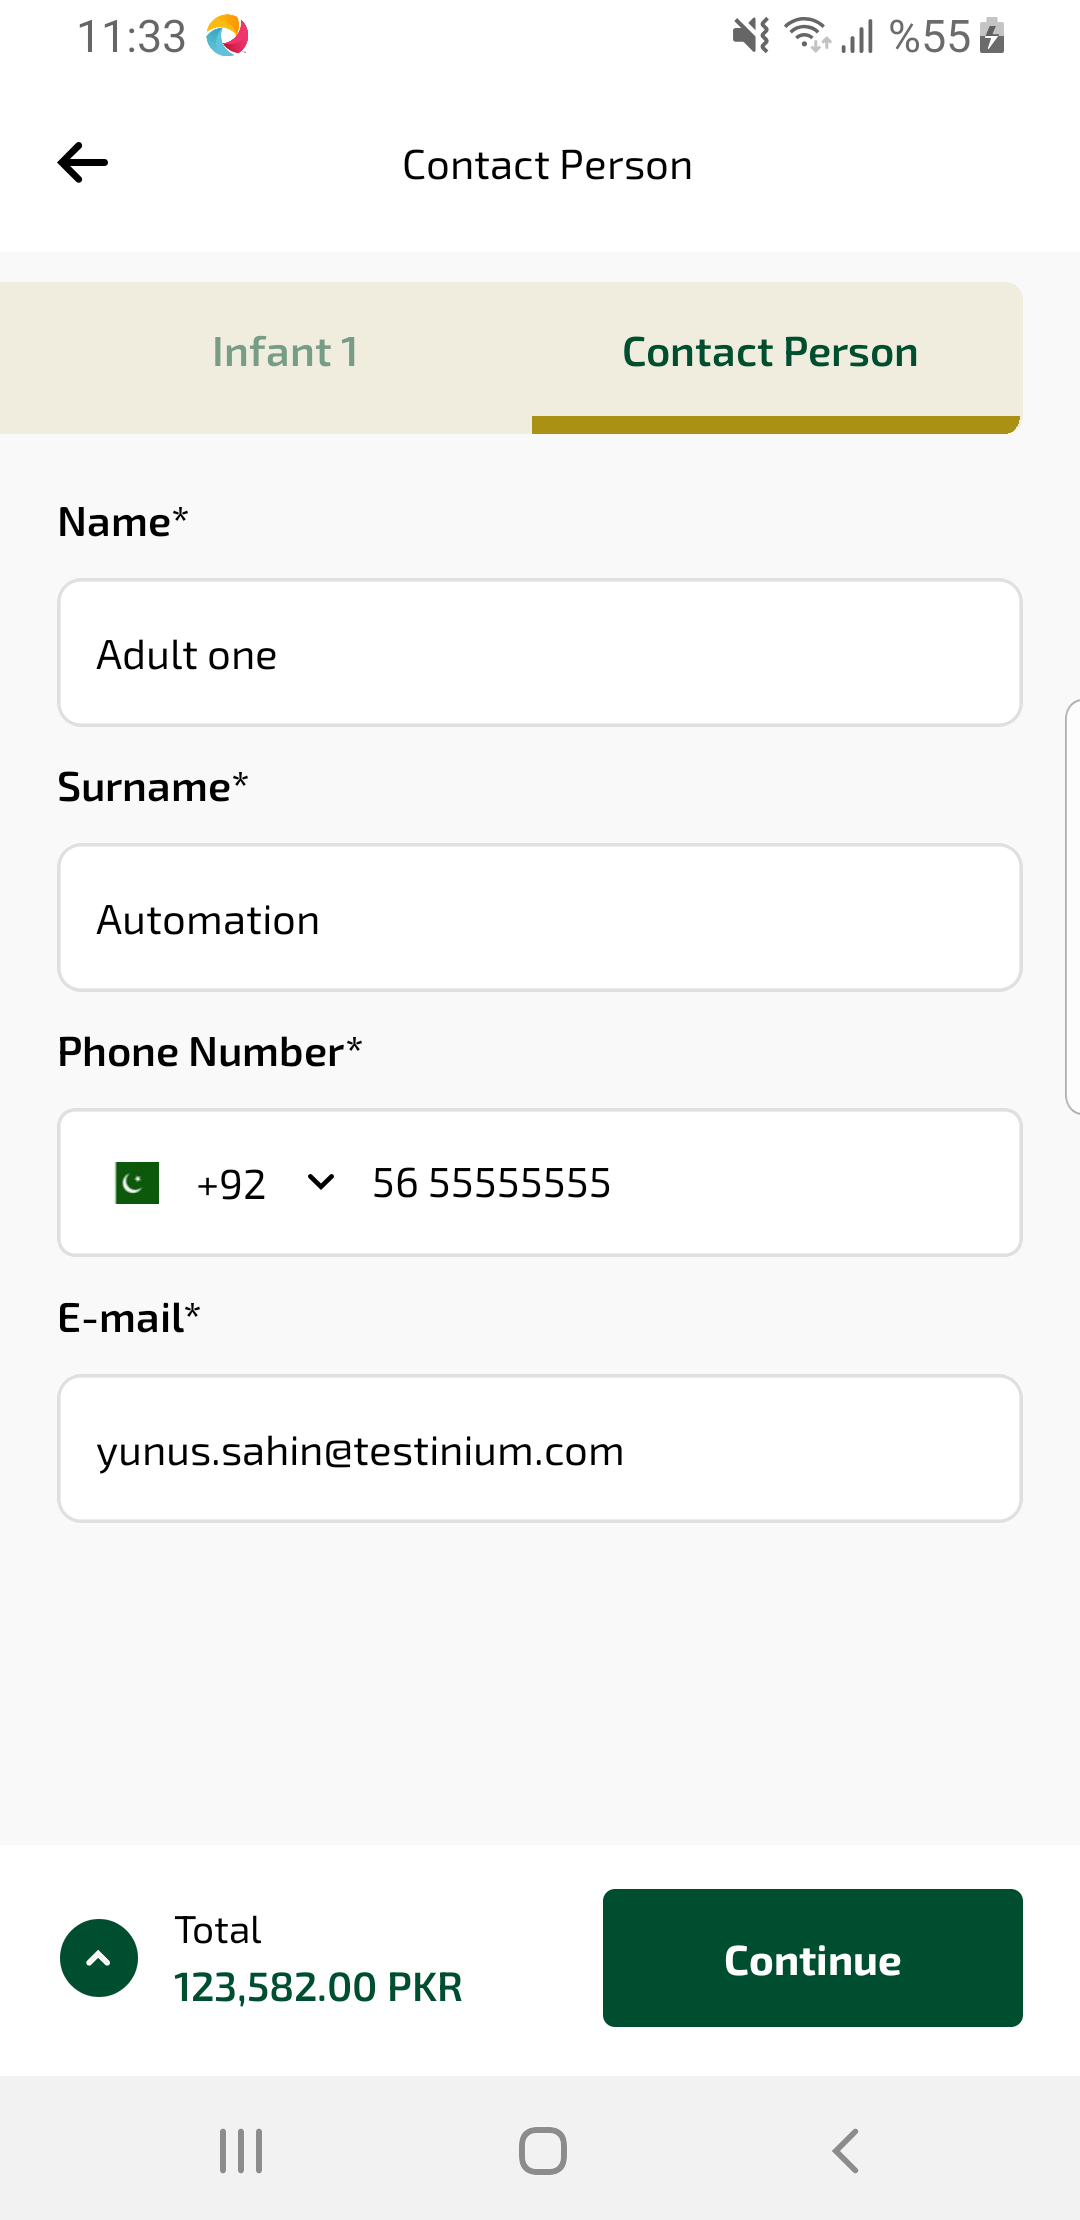 11:33 %55
Contact Person
Infant 1 Contact Person
Name*
Adult one
Surname*
Automation
Phone Number*
+92 56 55555555
E-mail*
yunus.sahin@testinium.com
Total
123,582.00 PKR
Continue